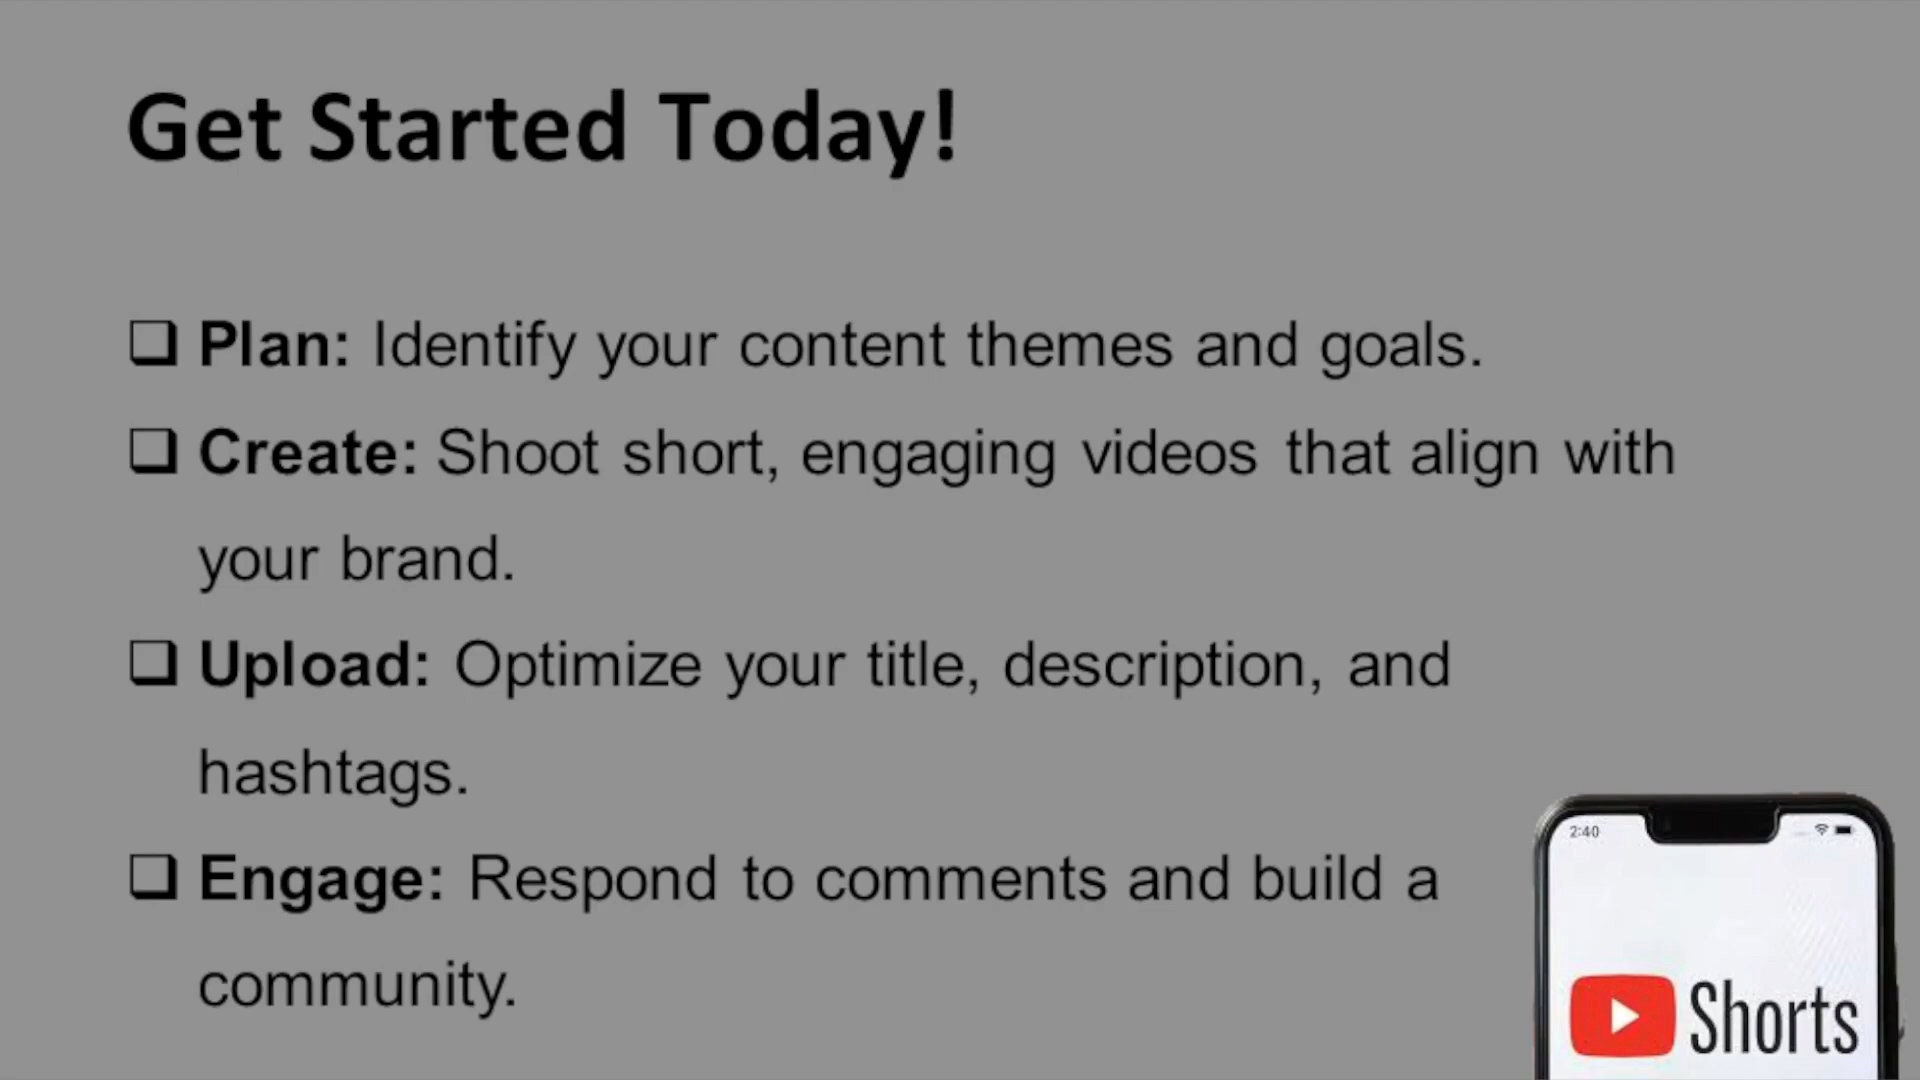 Get Started Today!
❑ Plan: Identify your content themes and goals.
❑ Create: Shoot short, engaging videos that align with
your brand.
❑ Upload: Optimize your title, description, and
hashtags.
❑ Engage: Respond to comments and build a
community.
2:40
Shorts